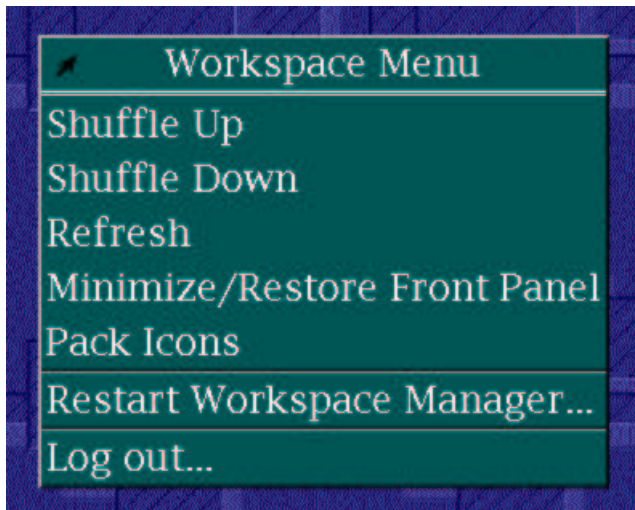 Workspace Menu
Shuffle Up
Shuffle Down
Refresh
Minimize/Restore Front Panel
Pack Icons
Restart Workspace Manager...
Log out...